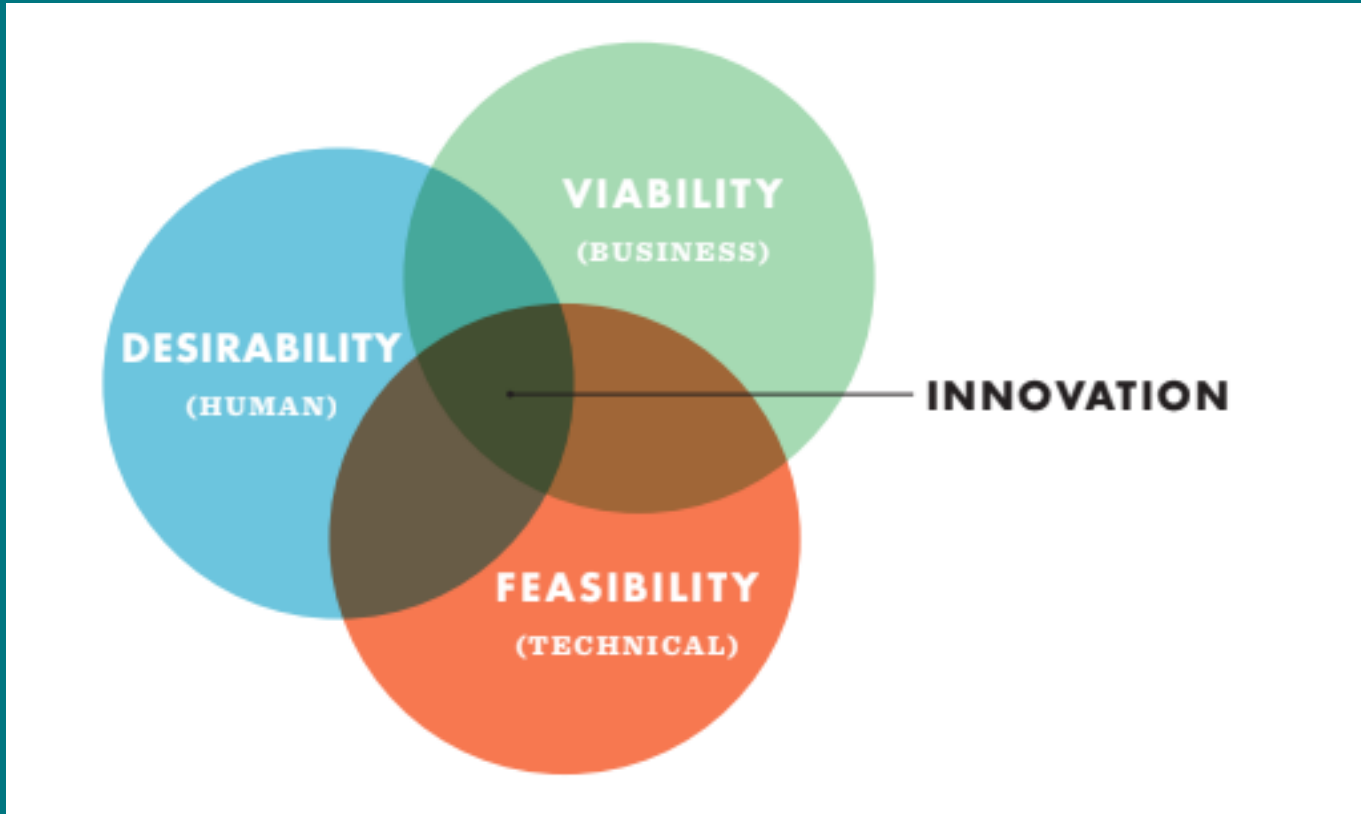 VIABILITY
(BUSINESS)
DESIRABILITY
(HUMAN)
INNOVATION
FEASIBILITY
(TECHNICAL)